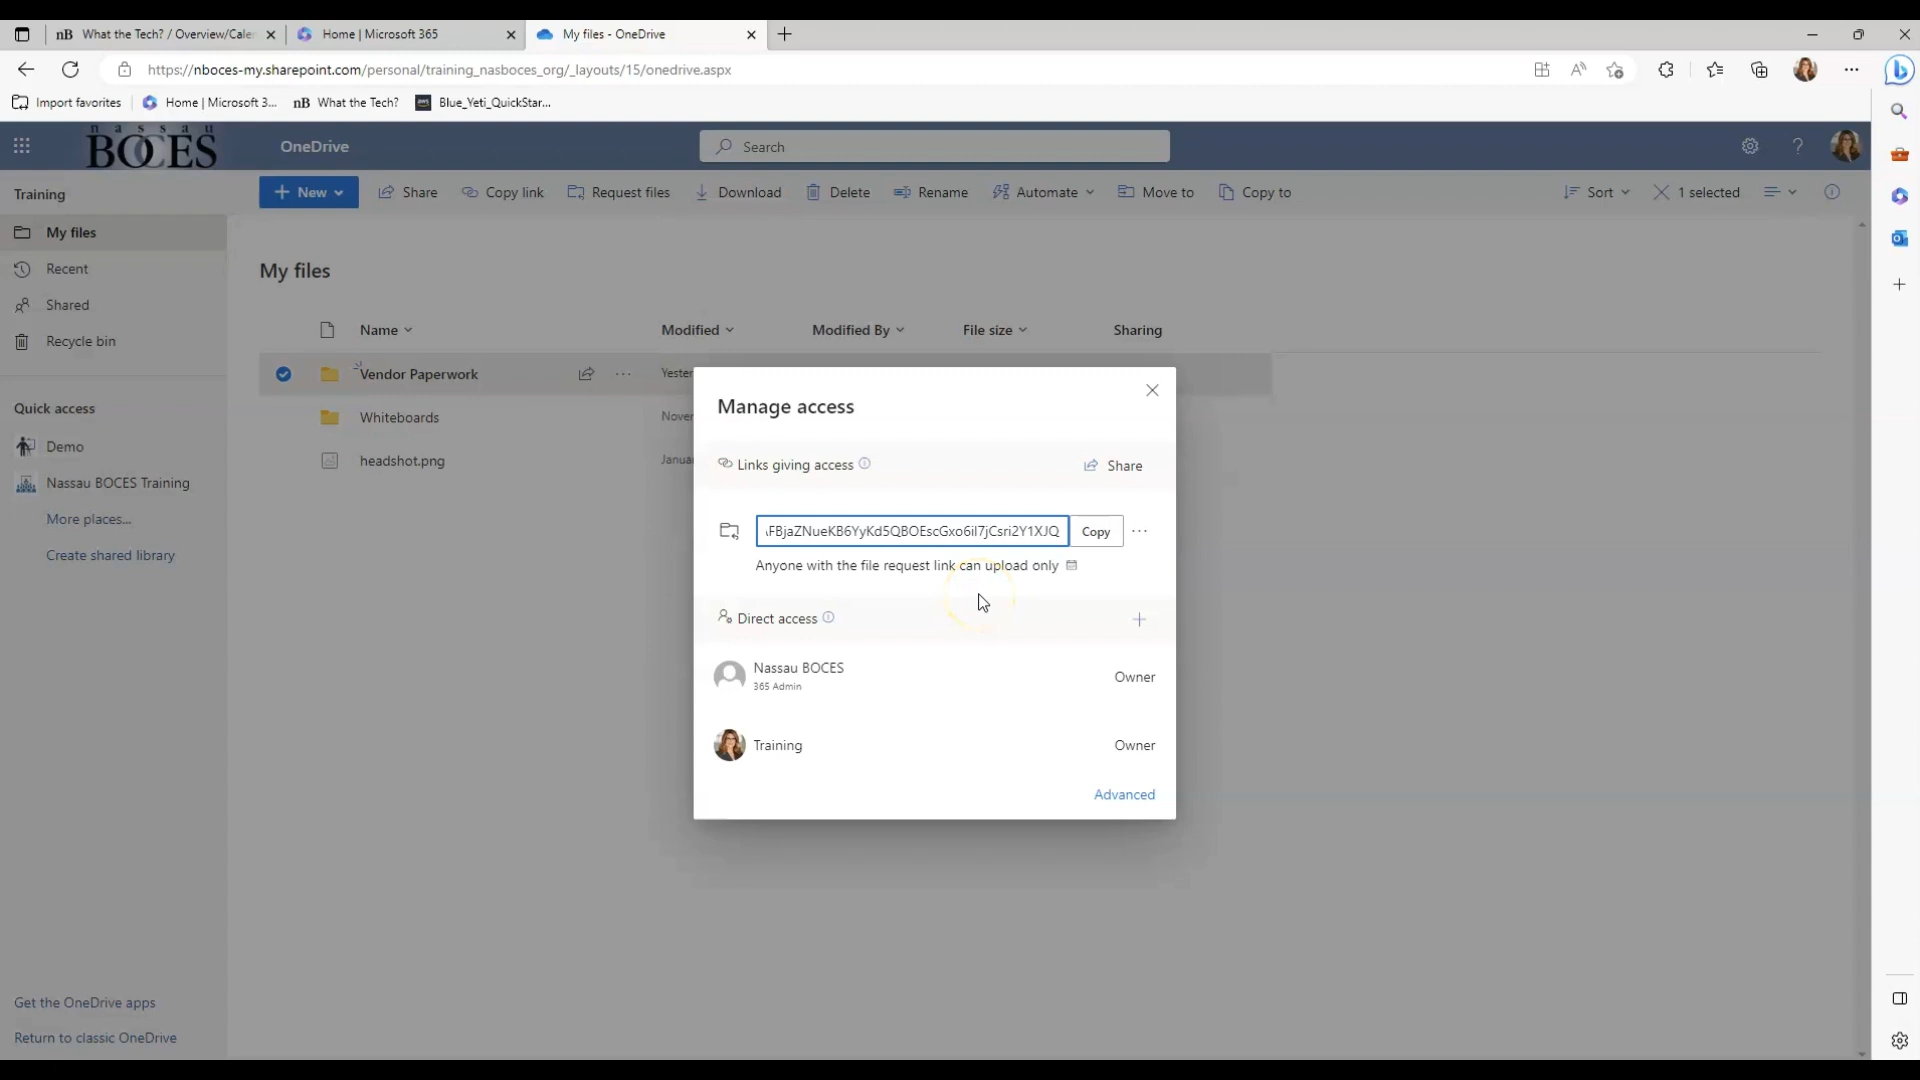 What the Tech? / Overview/Caler
Home | Microsoft 365
My files - OneDrive
https://nboces-my.sharepoint.com/personal/training_nasboces_org/_layouts/15/onedrive.aspx
Import favorites
Home | Microsoft 3...
nB What the Tech?
Blue_Yeti_QuickStar...
nassau
BOCES
OneDrive
Search
Training
New
Share
Copy link
Request files
Download
Delete
Rename
Automate
Move to
Copy to
Sort
1 selected
My files
Recent
Shared
Recycle bin
Quick access
Demo
Nassau BOCES Training
More places...
Create shared library
Get the OneDrive apps
Return to classic OneDrive
My files
Name
Modified
Modified By
File size
Sharing
Vendor Paperwork
Yester
Whiteboards
Nover
headshot.png
Januar
Manage access
Links giving access
Share
FBjaZNueKB6YyKd5QBOEscGxo6iI7jCsri2Y1XJQ
Copy
Anyone with the file request link can upload only
Direct access
Nassau BOCES
365 Admin
Owner
Training
Owner
Advanced